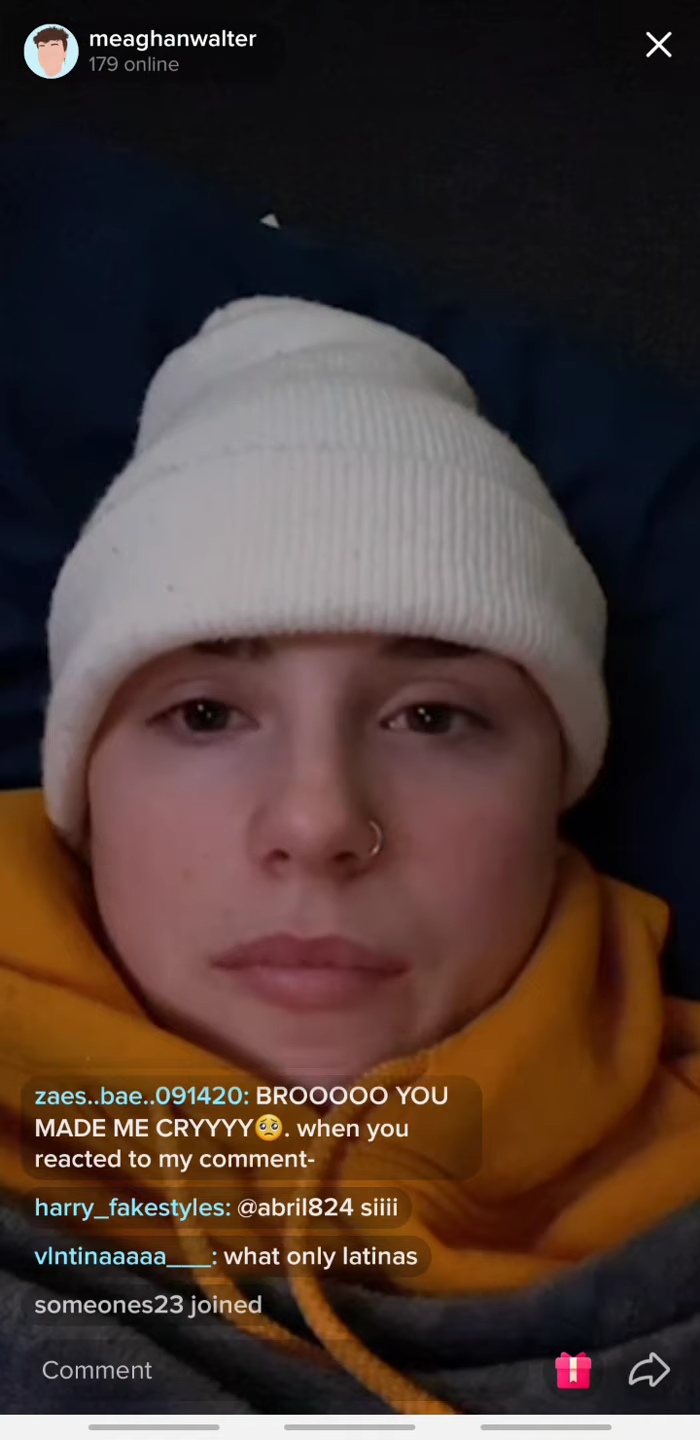 meaghanwalter
179 online
zaes..bae..091420: BROOOOO YOU
MADE ME CRYYYY🥺. when you
reacted to my comment-
harry_fakestyles: @abril824 siiii
vlntinaaaaa___: what only latinas
someones23 joined
Comment